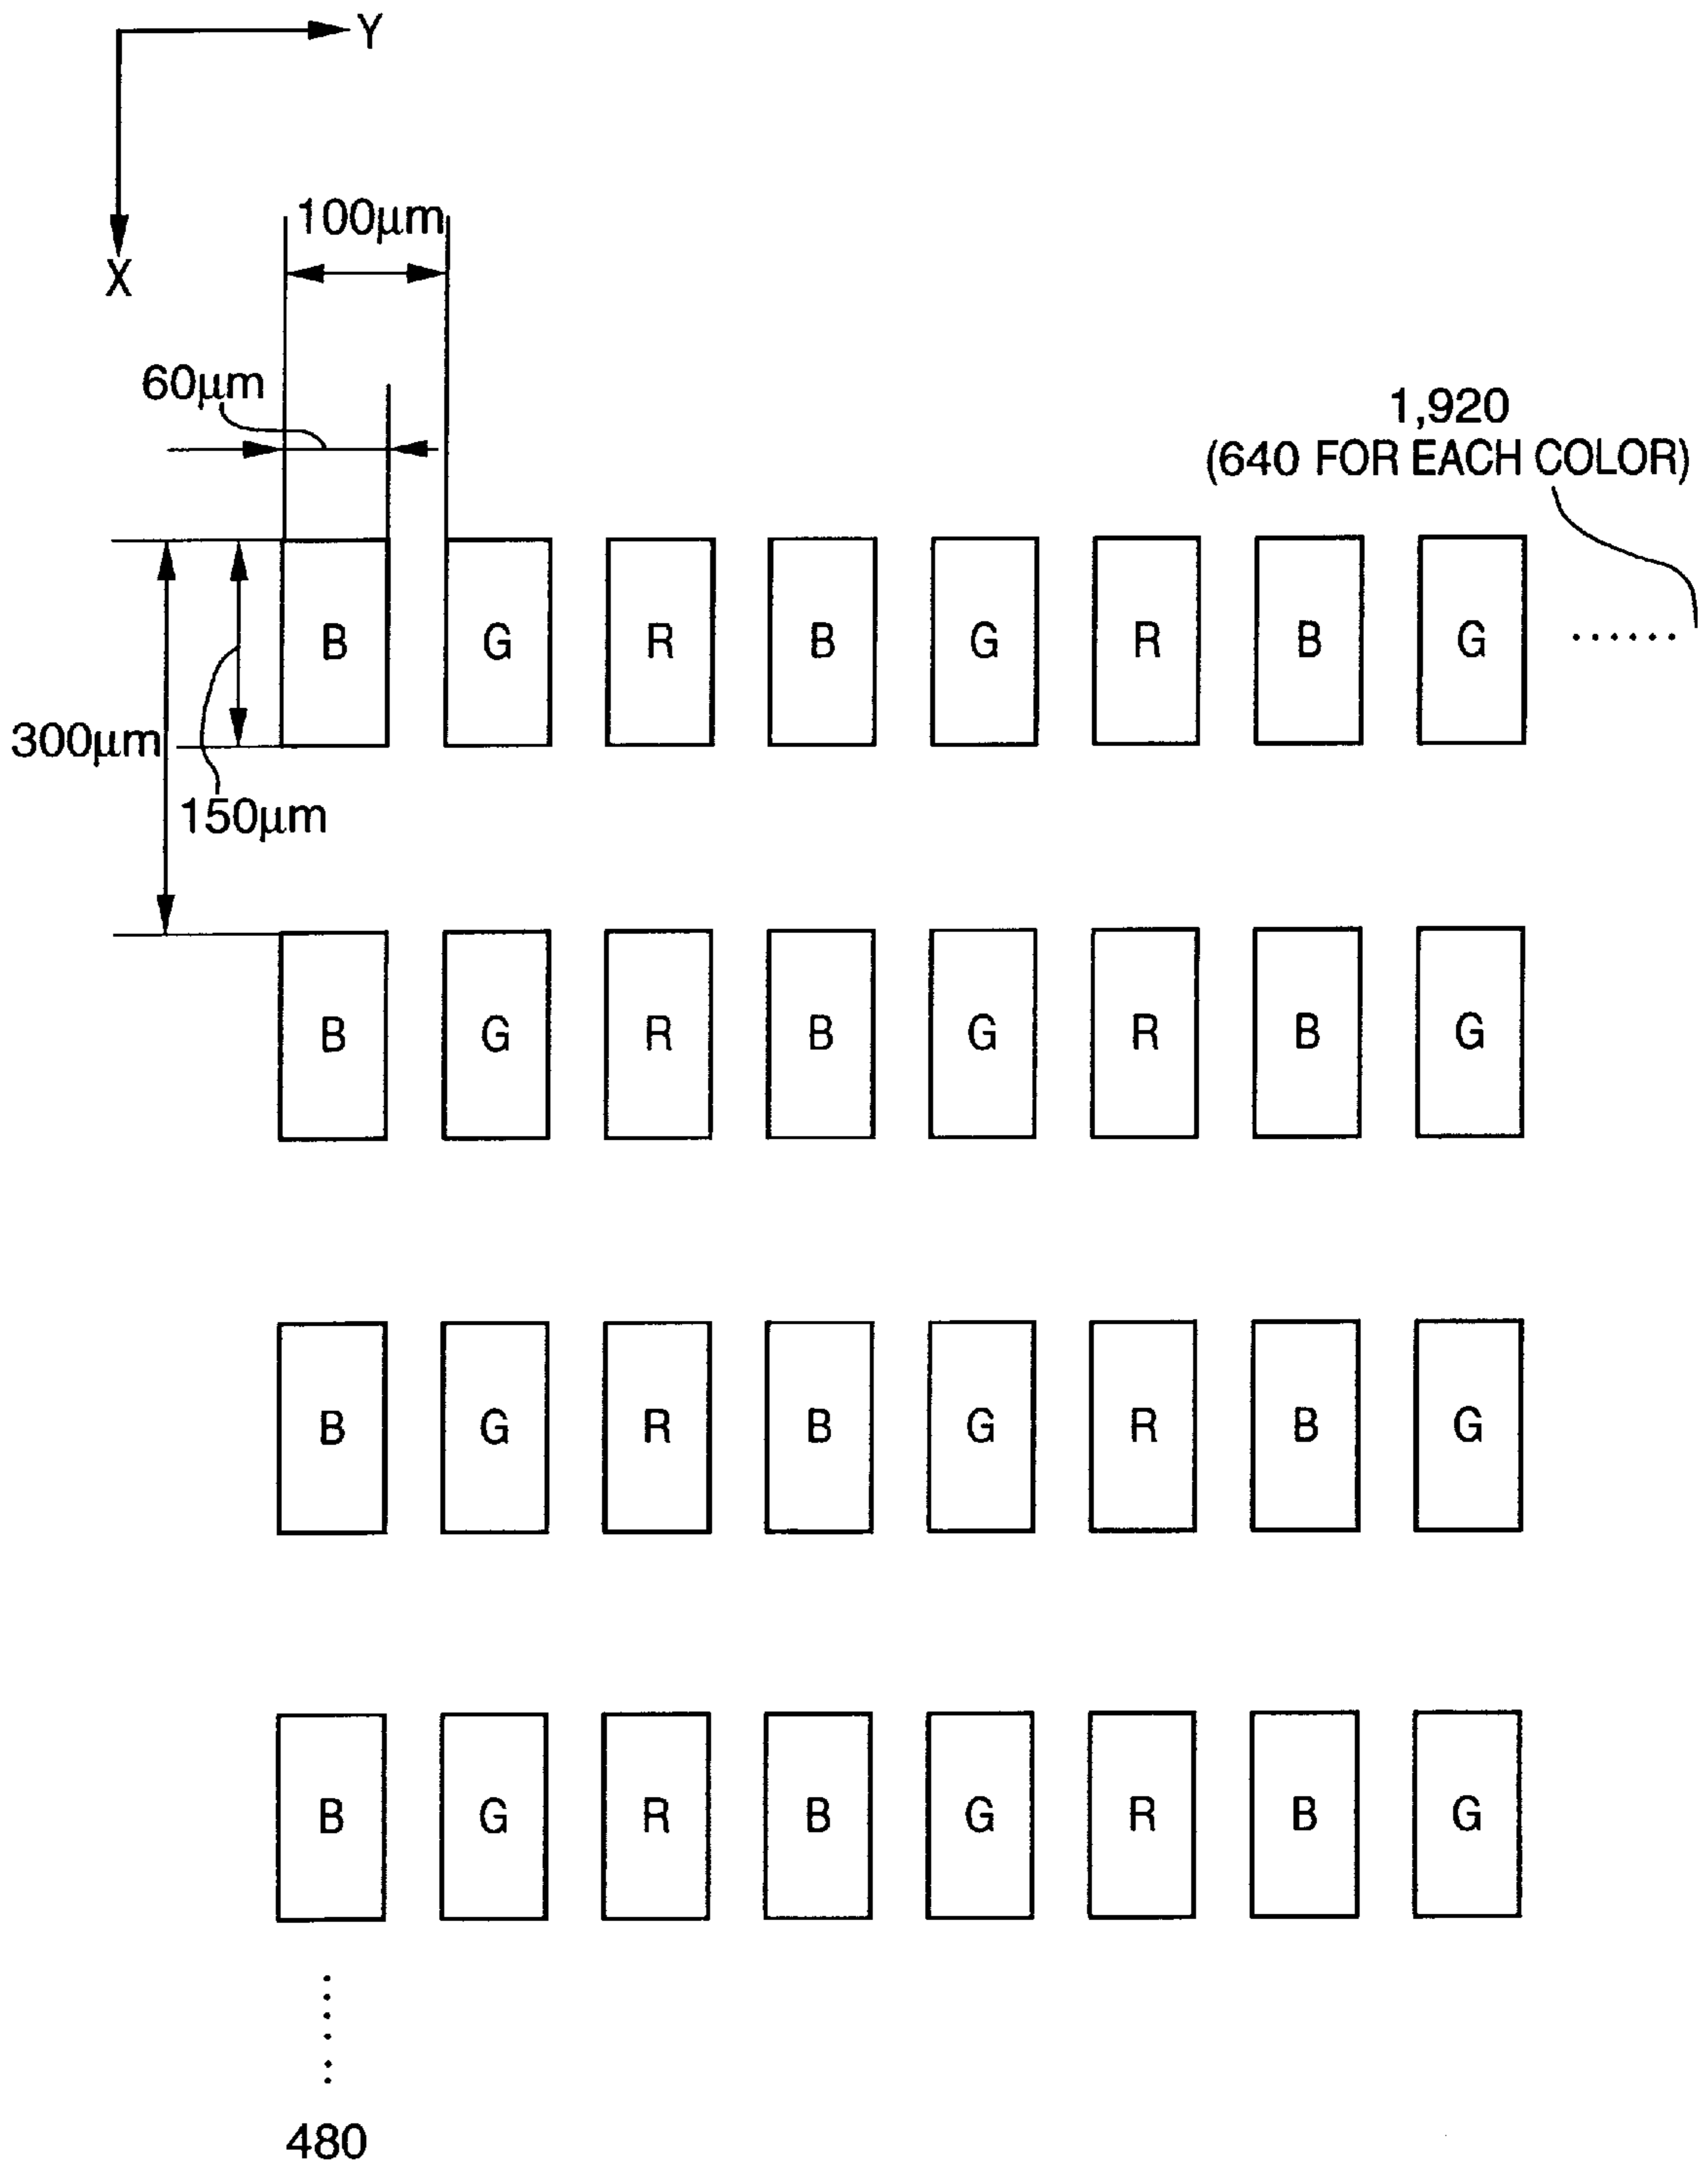 Y
X
100μm
60μm
1,920
(640 FOR EACH COLOR)
B G R B G R B G ......
300μm
150μm
B G R B G R B G
B G R B G R B G
B G R B G R B G
480